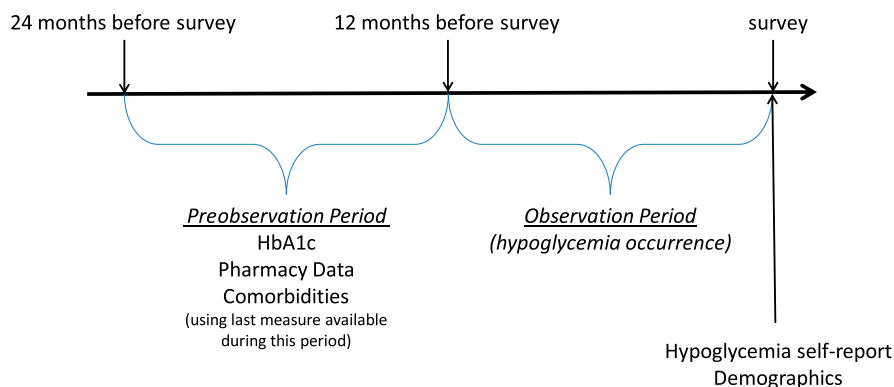 24 months before survey
12 months before survey
survey
Preobservation Period
HbA1c
Pharmacy Data
Comorbidities
(using last measure available
during this period)
Observation Period
(hypoglycemia occurrence)
Hypoglycemia self-report
Demographics